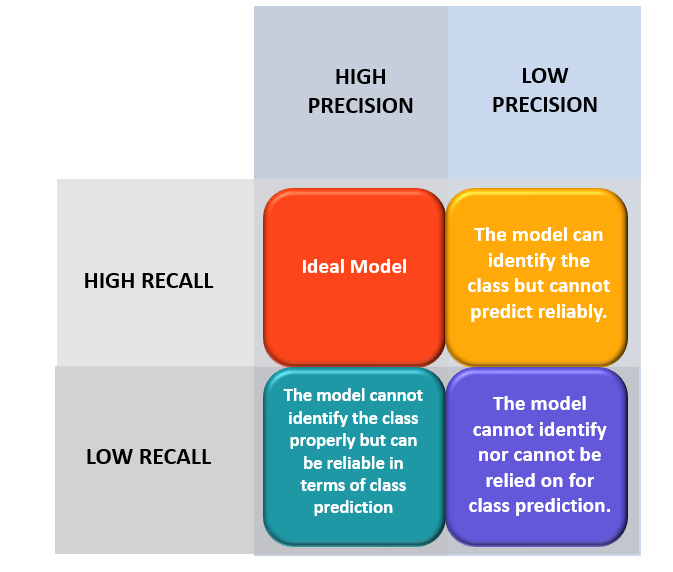 HIGH
PRECISION
LOW
PRECISION
HIGH RECALL
Ideal Model
The model can
identify the
class but cannot
predict reliably.
LOW RECALL
The model cannot
identify the class
properly but can
be reliable in
terms of class
prediction
The model
cannot identify
nor cannot be
relied on for
class prediction.